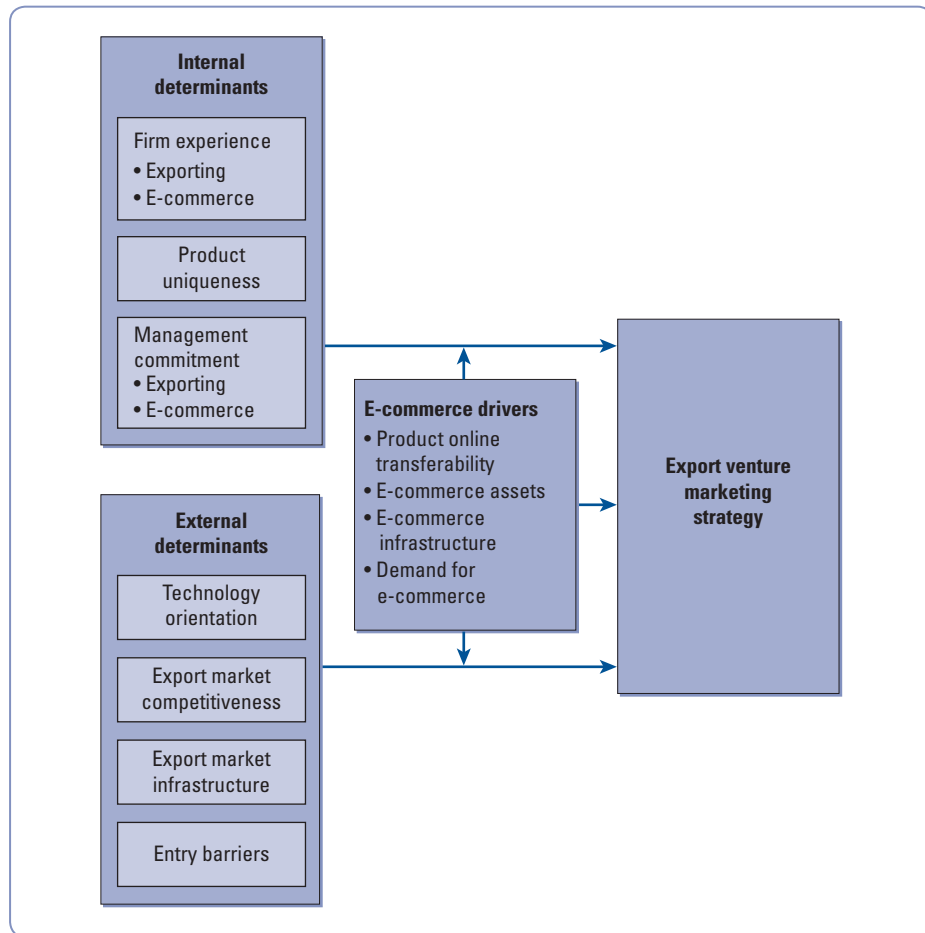 Internal
determinants
Firm experience
• Exporting
• E-commerce
Product
uniqueness
Management
commitment
• Exporting
• E-commerce
External
determinants
Technology
orientation
Export market
competitiveness
Export market
infrastructure
Entry barriers
E-commerce drivers
• Product online
transferability
• E-commerce assets
• E-commerce
infrastructure
• Demand for
e-commerce
Export venture
marketing
strategy